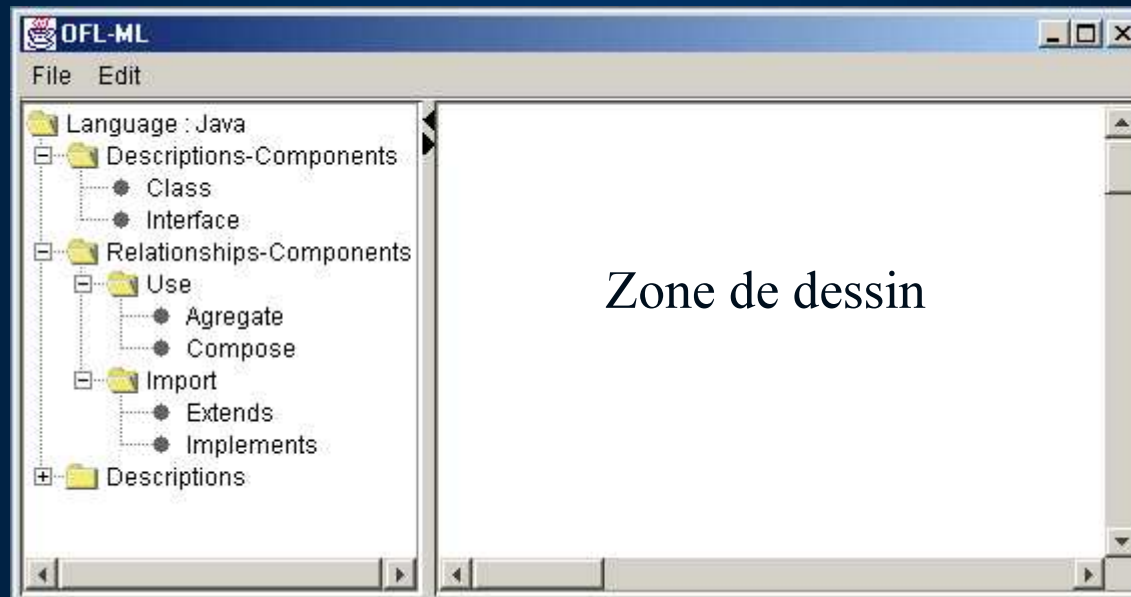 OFL-ML
File Edit
Language : Java
Descriptions-Components
Class
Interface
Relationships-Components
Use
Agregate
Compose
Import
Extends
Implements
Descriptions
Zone de dessin